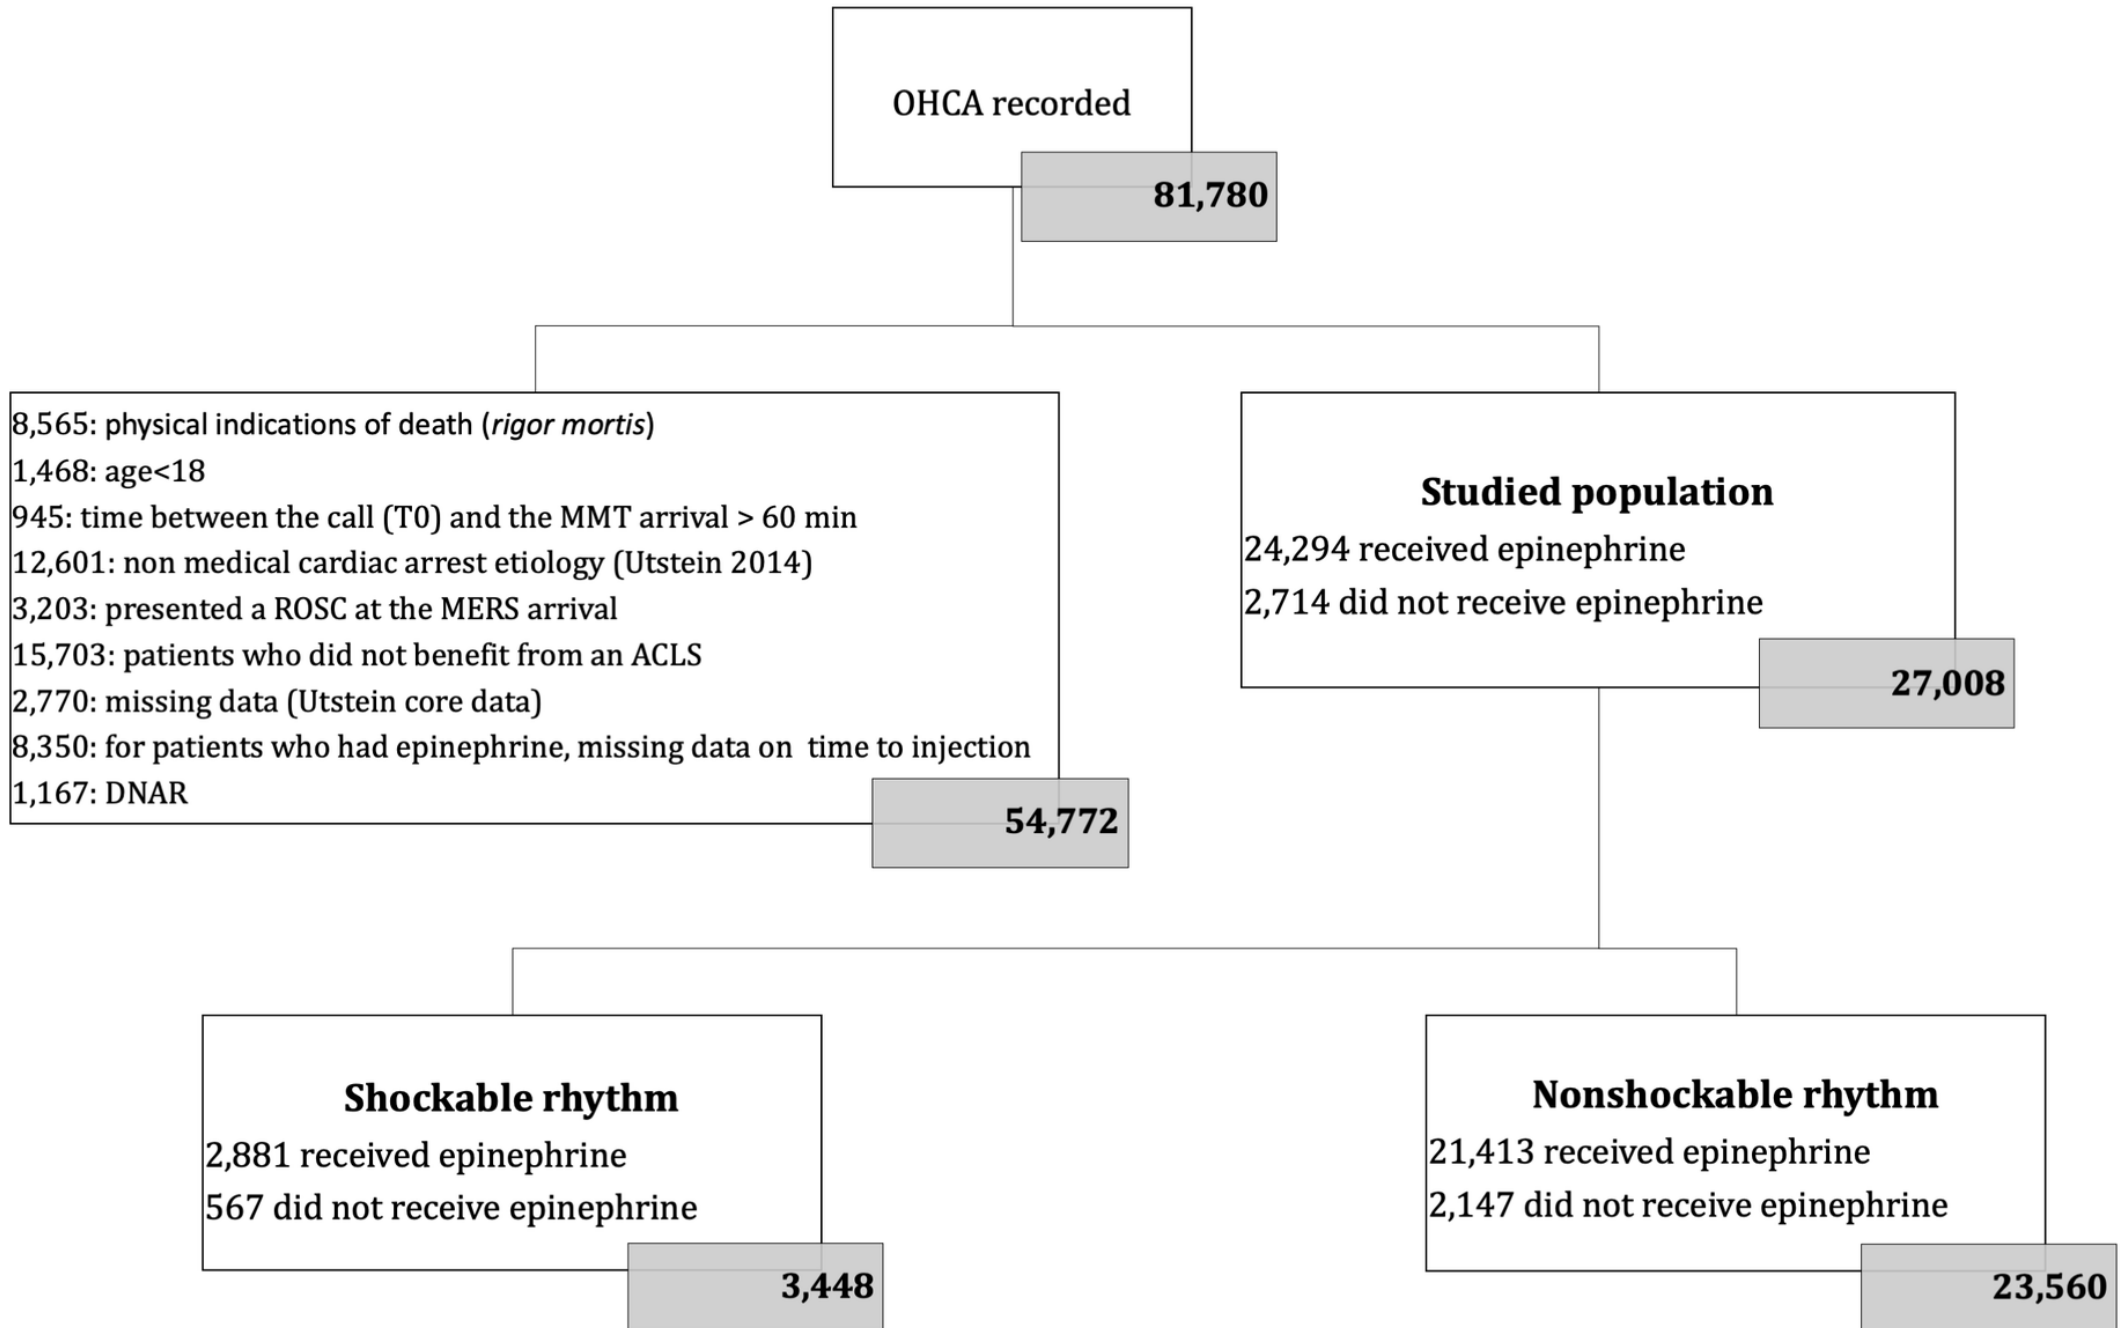 OHCA recorded
81,780
8,565: physical indications of death (rigor mortis)
1,468: age<18
945: time between the call (T0) and the MMT arrival > 60 min
12,601: non medical cardiac arrest etiology (Utstein 2014)
3,203: presented a ROSC at the MERS arrival
15,703: patients who did not benefit from an ACLS
2,770: missing data (Utstein core data)
8,350: for patients who had epinephrine, missing data on  time to injection
1,167: DNAR
54,772
Studied population
24,294 received epinephrine
2,714 did not receive epinephrine
27,008
Shockable rhythm
2,881 received epinephrine
567 did not receive epinephrine
3,448
Nonshockable rhythm
21,413 received epinephrine
2,147 did not receive epinephrine
23,560